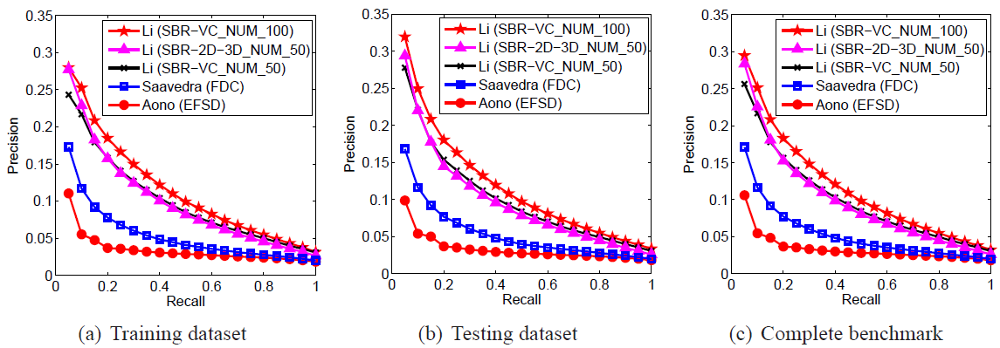 0.35
0.3
0.25
0.2
0.15
0.1
0.05
0
Precision
Li (SBR−VC_NUM_100)
Li (SBR−2D−3D_NUM_50)
Li (SBR−VC_NUM_50)
Saavedra (FDC)
Aono (EFSD)
0 0.2 0.4 0.6 0.8 1
Recall
(a) Training dataset
0.35
0.3
0.25
0.2
0.15
0.1
0.05
0
Precision
Li (SBR−VC_NUM_100)
Li (SBR−2D−3D_NUM_50)
Li (SBR−VC_NUM_50)
Saavedra (FDC)
Aono (EFSD)
0 0.2 0.4 0.6 0.8 1
Recall
(b) Testing dataset
0.35
0.3
0.25
0.2
0.15
0.1
0.05
0
Precision
Li (SBR−VC_NUM_100)
Li (SBR−2D−3D_NUM_50)
Li (SBR−VC_NUM_50)
Saavedra (FDC)
Aono (EFSD)
0 0.2 0.4 0.6 0.8 1
Recall
(c) Complete benchmark